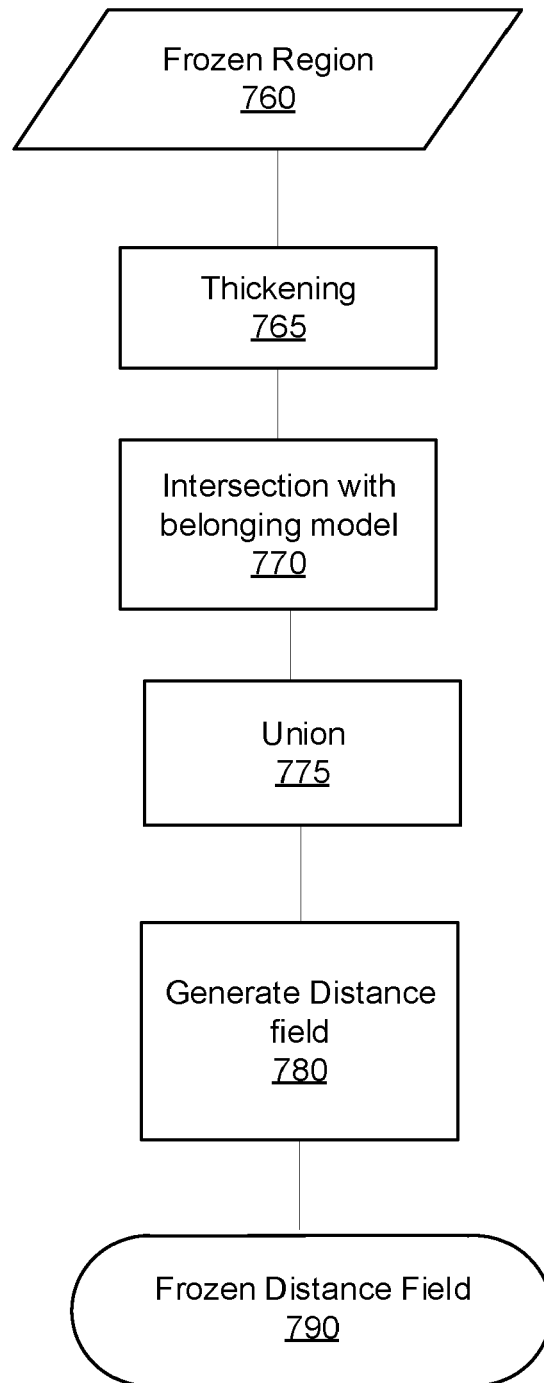 Frozen Region
760
Thickening
765
Intersection with
belonging model
770
Union
775
Generate Distance
field
780
Frozen Distance Field
790